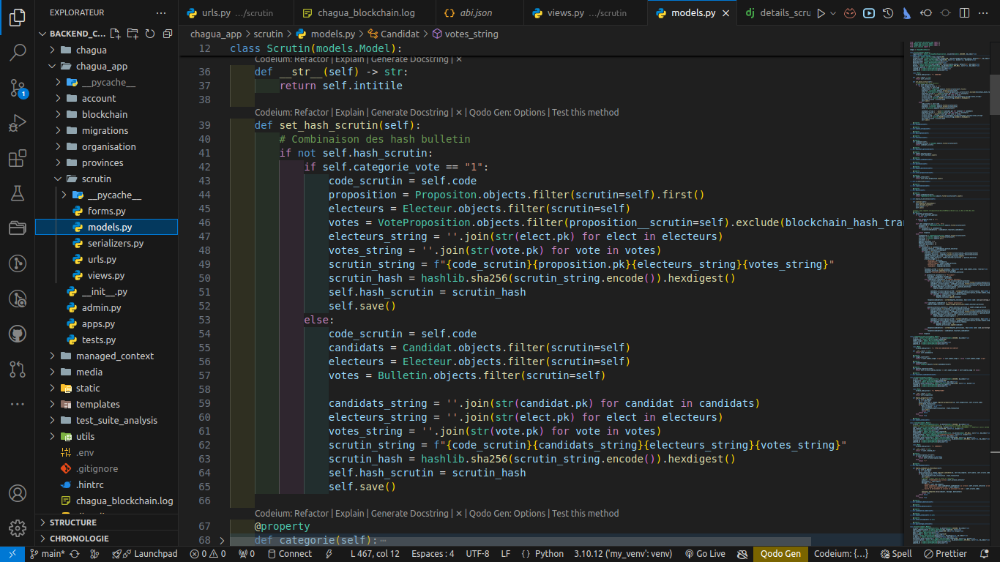 EXPLORATEUR
urls.py .../scrutin
chagua_blockchain.log
abi.json
views.py .../scrutin
models.py
details_scru
BACKEND_C...
chagua_app > scrutin > models.py > Candidat > votes_string
chagua
chagua_app
__pycache__
account
blockchain
migrations
organisation
provinces
scrutin
__pycache__
forms.py
models.py
serializers.py
urls.py
views.py
__init__.py
admin.py
apps.py
tests.py
managed_context
media
static
templates
test_suite_analysis
utils
.env
.gitignore
.hintrc
chagua_blockchain.log
STRUCTURE
CHRONOLOGIE
12 class Scrutin(models.Model):
Codeium: Refactor | Explain | Generate Docstring | ×
36 def __str__(self) -> str:
37 return self.intitile
38
Codeium: Refactor | Explain | Generate Docstring | × | Qodo Gen: Options | Test this method
39 def set_hash_scrutin(self):
40 # Combinaison des hash bulletin
41 if not self.hash_scrutin:
42 if self.categorie_vote == "1":
43 code_scrutin = self.code
44 proposition = Propositon.objects.filter(scrutin=self).first()
45 electeurs = Electeur.objects.filter(scrutin=self)
46 votes = VoteProposition.objects.filter(proposition__scrutin=self).exclude(blockchain_hash_tra
47 electeurs_string = ''.join(str(elect.pk) for elect in electeurs)
48 votes_string = ''.join(str(vote.pk) for vote in votes)
49 scrutin_string = f"{code_scrutin}{proposition.pk}{electeurs_string}{votes_string}"
50 scrutin_hash = hashlib.sha256(scrutin_string.encode()).hexdigest()
51 self.hash_scrutin = scrutin_hash
52 self.save()
53 else:
54 code_scrutin = self.code
55 candidats = Candidat.objects.filter(scrutin=self)
56 electeurs = Electeur.objects.filter(scrutin=self)
57 votes = Bulletin.objects.filter(scrutin=self)
58
59 candidats_string = ''.join(str(candidat.pk) for candidat in candidats)
60 electeurs_string = ''.join(str(elect.pk) for elect in electeurs)
61 votes_string = ''.join(str(vote.pk) for vote in votes)
62 scrutin_string = f"{code_scrutin}{candidats_string}{electeurs_string}{votes_string}"
63 scrutin_hash = hashlib.sha256(scrutin_string.encode()).hexdigest()
64 self.hash_scrutin = scrutin_hash
65 self.save()
66
Codeium: Refactor | Explain | Generate Docstring | × | Qodo Gen: Options | Test this method
67 @property
68 def categorie(self):
1
main* Launchpad 0 0 0 Connect L 467, col 12 Espaces : 4 UTF-8 LF {} Python 3.10.12 ('my_venv': venv) Go Live Qodo Gen Codeium: {...} Spell Prettier